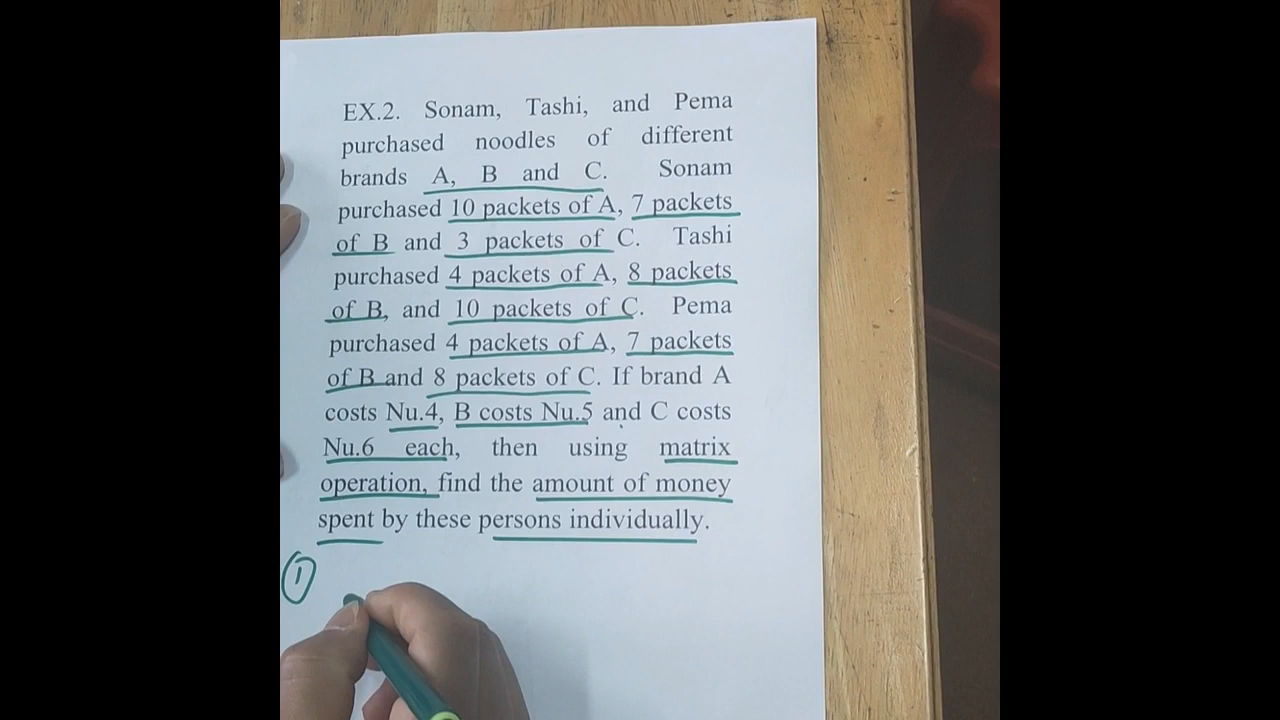 EX.2. Sonam, Tashi, and Pema
purchased noodles of different
brands A, B and C. Sonam
purchased 10 packets of A, 7 packets
of B and 3 packets of C. Tashi
purchased 4 packets of A, 8 packets
of B, and 10 packets of C. Pema
purchased 4 packets of A, 7 packets
of B and 8 packets of C. If brand A
costs Nu.4, B costs Nu.5 and C costs
Nu.6 each, then using matrix
operation, find the amount of money
spent by these persons individually.
①